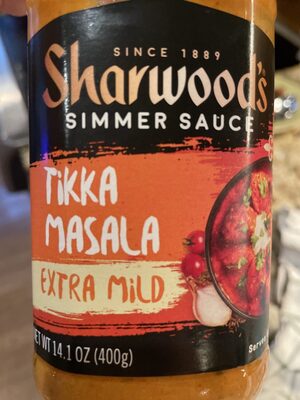 SINCE 1889
Sharwood's
SIMMER SAUCE
TiKKA
MASALA
EXTRA MiLD
NET WT 14.1 OZ (400g)